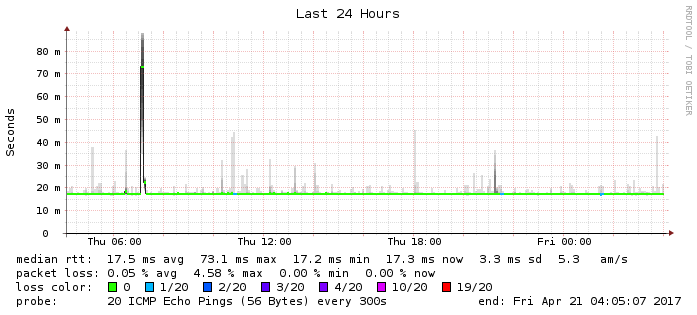 Last 24 Hours
RRDTOOL / TOBI OETIKER
Seconds
80 m
70 m
60 m
50 m
40 m
30 m
20 m
10 m
0
Thu 06:00 Thu 12:00 Thu 18:00 Fri 00:00
median rtt: 17.5 ms avg 73.1 ms max 17.2 ms min 17.3 ms now 3.3 ms sd 5.3 am/s
packet loss: 0.05 % avg 4.58 % max 0.00 % min 0.00 % now
loss color: 0 1/20 2/20 3/20 4/20 10/20 19/20
probe: 20 ICMP Echo Pings (56 Bytes) every 300s end: Fri Apr 21 04:05:07 2017